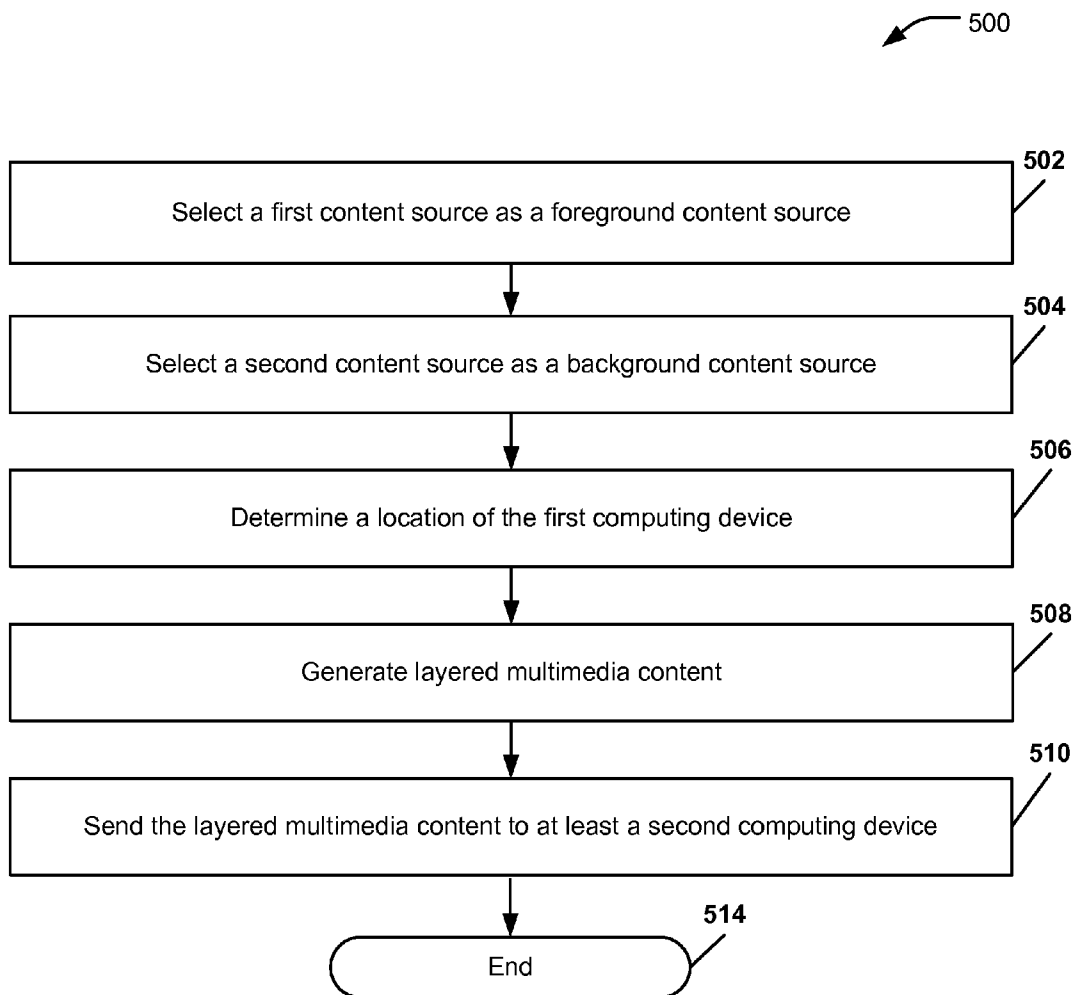 500
502
Select a first content source as a foreground content source
504
Select a second content source as a background content source
506
Determine a location of the first computing device
508
Generate layered multimedia content
510
Send the layered multimedia content to at least a second computing device
514
End